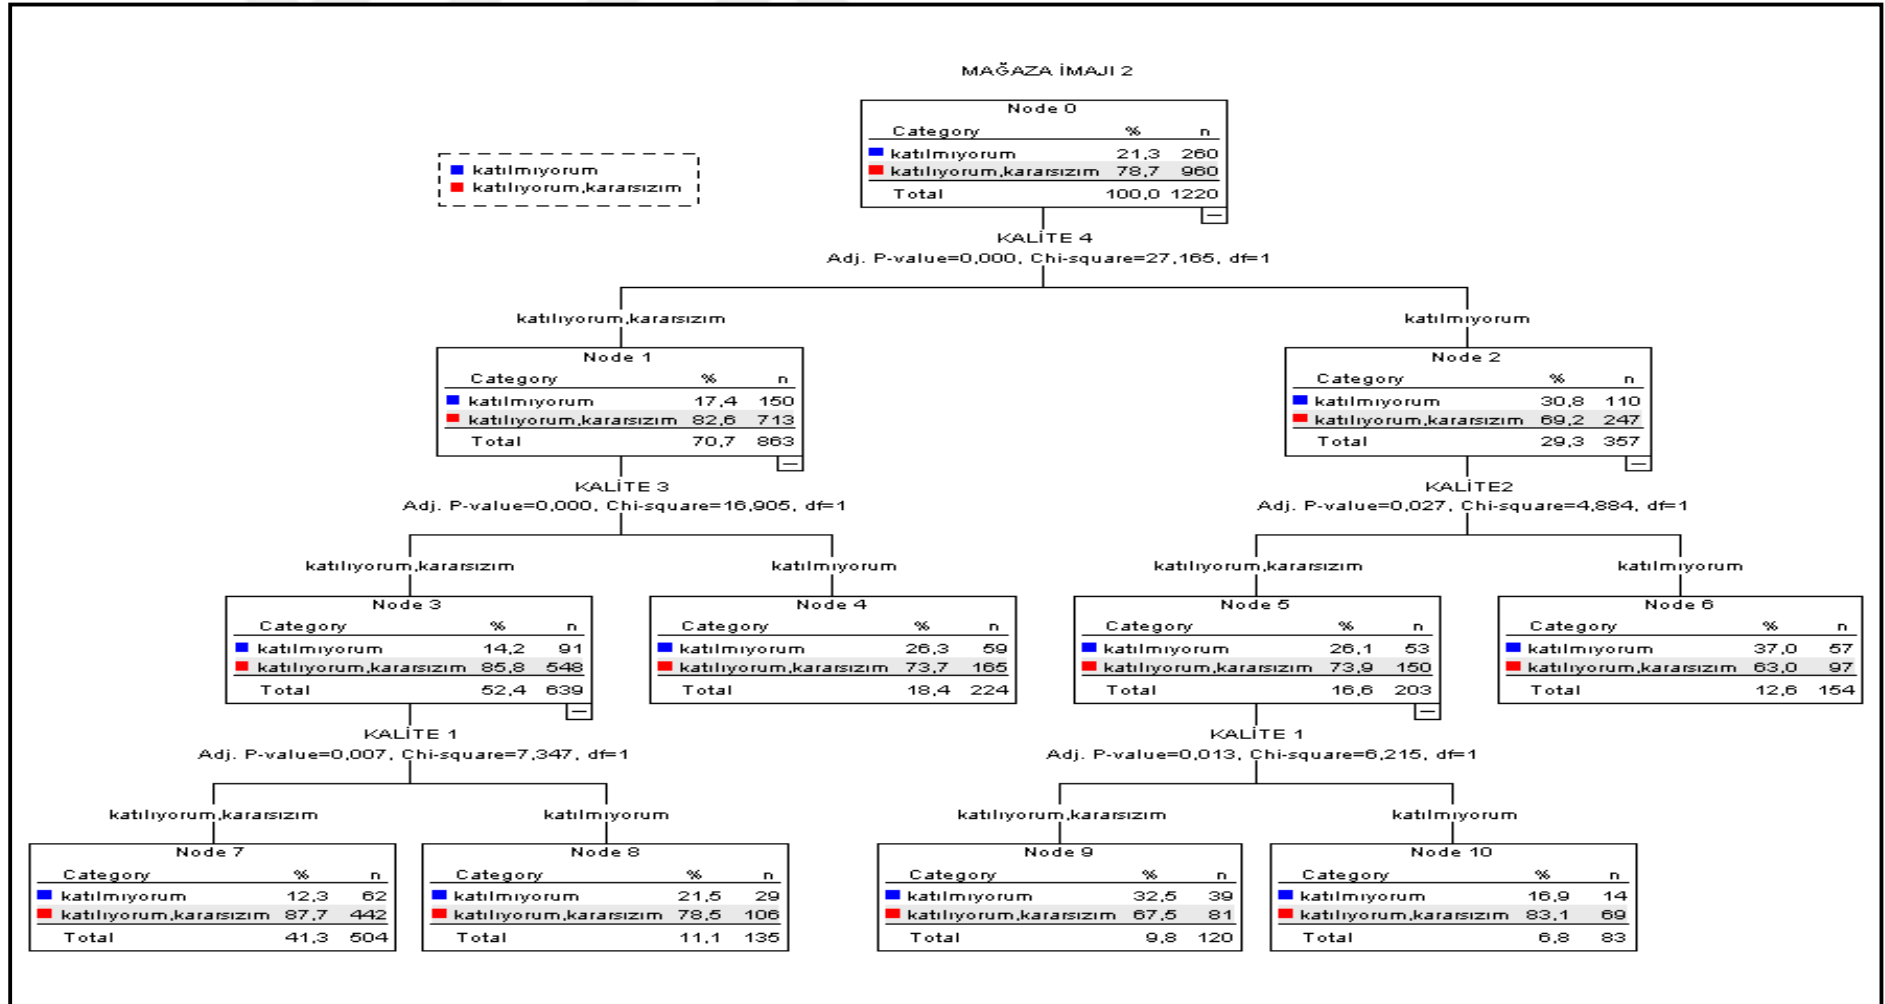 MAĞAZA İMAJI 2
Node 0
Category % n
katılmıyorum 21,3 260
katılıyorum,kararsızım 78,7 960
Total 100,0 1220
katılmıyorum
katılıyorum,kararsızım
KALİTE 4
Adj. P-value=0,000, Chi-square=27,165, df=1
katılıyorum,kararsızım
katılmıyorum
Node 1
Category % n
katılmıyorum 17,4 150
katılıyorum,kararsızım 82,6 713
Total 70,7 863
Node 2
Category % n
katılmıyorum 30,8 110
katılıyorum,kararsızım 69,2 247
Total 29,3 357
KALİTE 3
Adj. P-value=0,000, Chi-square=16,905, df=1
KALİTE2
Adj. P-value=0,027, Chi-square=4,884, df=1
katılıyorum,kararsızım
katılmıyorum
katılıyorum,kararsızım
katılmıyorum
Node 3
Category % n
katılmıyorum 14,2 91
katılıyorum,kararsızım 85,8 548
Total 52,4 639
Node 4
Category % n
katılmıyorum 26,3 59
katılıyorum,kararsızım 73,7 165
Total 18,4 224
Node 5
Category % n
katılmıyorum 26,1 53
katılıyorum,kararsızım 73,9 150
Total 16,6 203
Node 6
Category % n
katılmıyorum 37,0 57
katılıyorum,kararsızım 63,0 97
Total 12,6 154
KALİTE 1
Adj. P-value=0,007, Chi-square=7,347, df=1
KALİTE 1
Adj. P-value=0,013, Chi-square=6,215, df=1
katılıyorum,kararsızım
katılmıyorum
katılıyorum,kararsızım
katılmıyorum
Node 7
Category % n
katılmıyorum 12,3 62
katılıyorum,kararsızım 87,7 442
Total 41,3 504
Node 8
Category % n
katılmıyorum 21,5 29
katılıyorum,kararsızım 78,5 106
Total 11,1 135
Node 9
Category % n
katılmıyorum 32,5 39
katılıyorum,kararsızım 67,5 81
Total 9,8 120
Node 10
Category % n
katılmıyorum 16,9 14
katılıyorum,kararsızım 83,1 69
Total 6,8 83